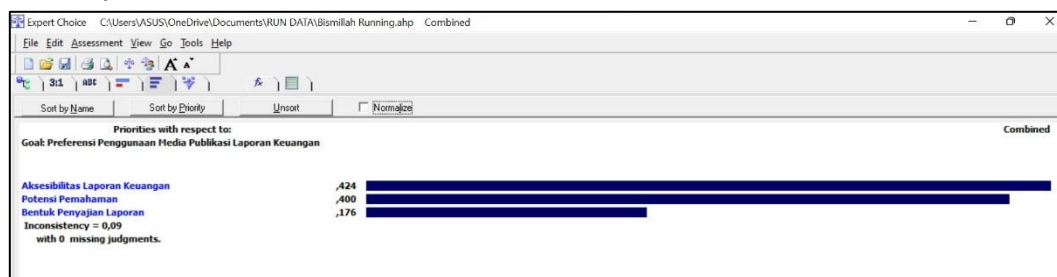 Expert Choice C:\Users\ASUS\OneDrive\Documents\RUN DATA\Bismillah Running.ahp Combined
File Edit Assessment View Go Tools Help
A A
3:1 ABC fx
Sort by Name Sort by Priority Unsort Normalize
Priorities with respect to: Combined
Goal: Preferensi Penggunaan Media Publikasi Laporan Keuangan
Aksesibilitas Laporan Keuangan ,424
Potensi Pemahaman ,400
Bentuk Penyajian Laporan ,176
Inconsistency = 0,09
with 0 missing judgments.